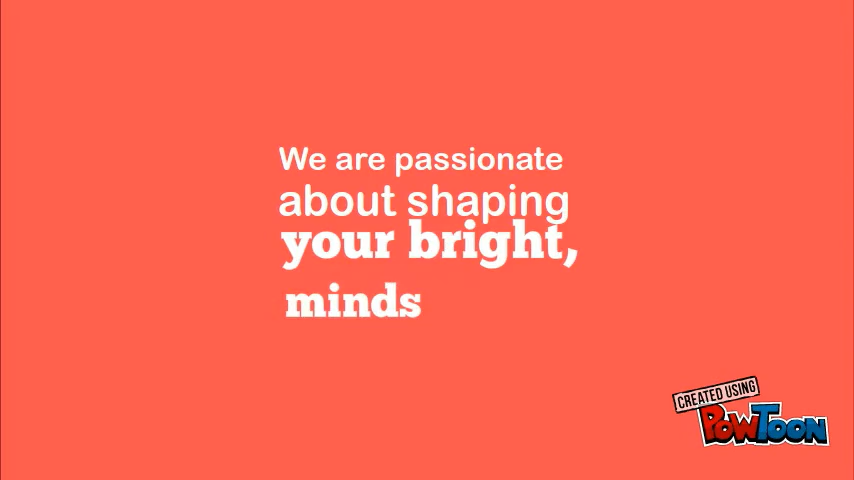 We are passionate
about shaping
your bright,
minds
CREATED USING
POWTOON